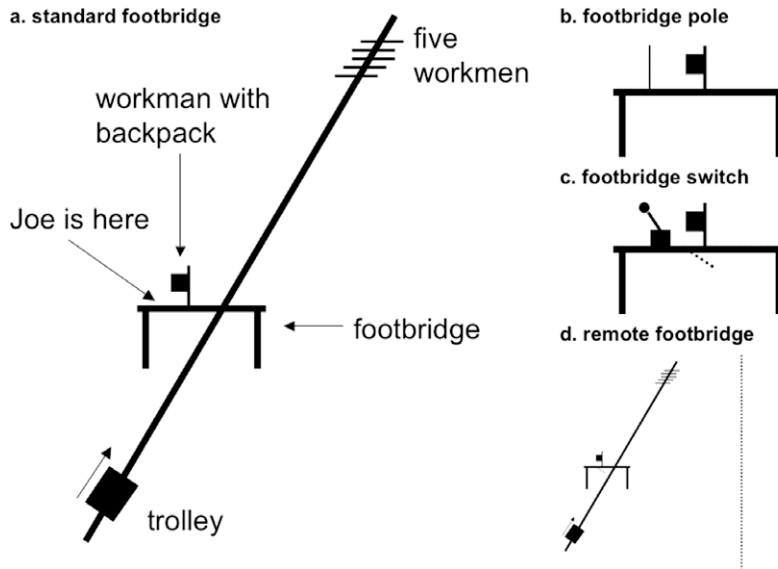 a. standard footbridge
five
workmen
workman with
backpack
Joe is here
footbridge
trolley
b. footbridge pole
c. footbridge switch
d. remote footbridge